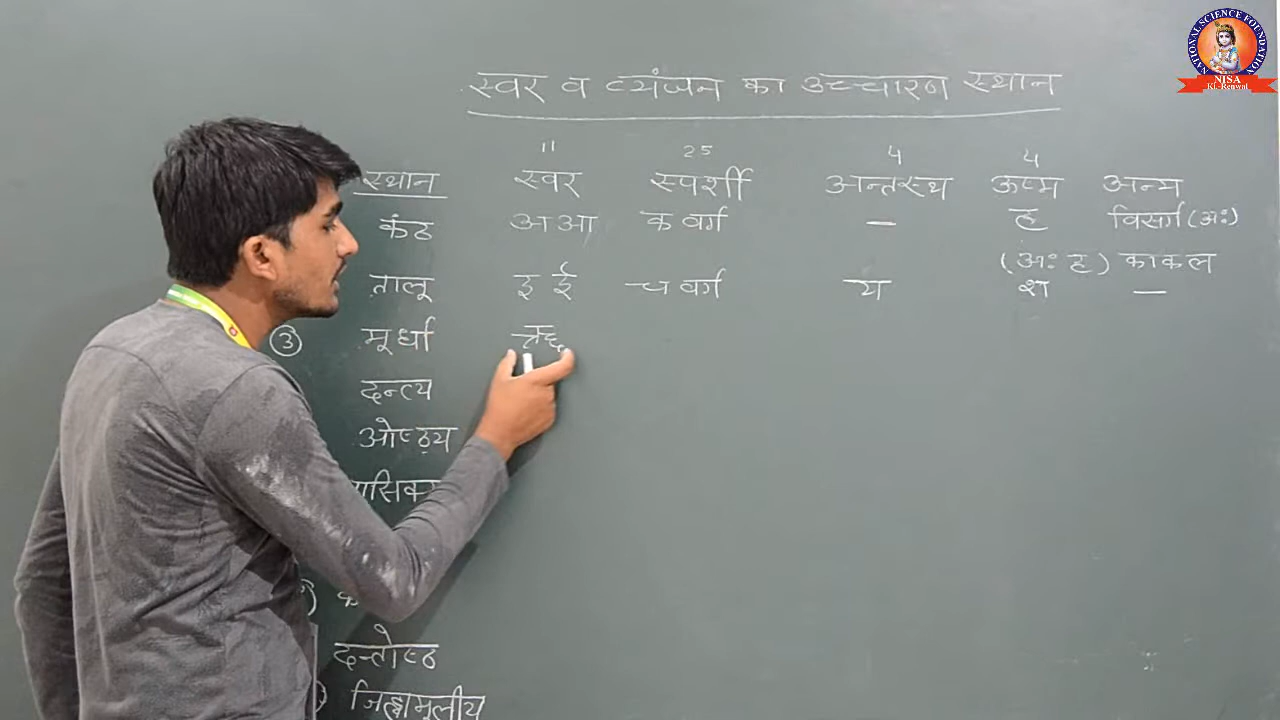 NATIONAL SCIENCE FOUNDATION
NISA
स्वर व व्यंजन का उच्चारण स्थान
11 25 4 4
स्थान स्वर स्पर्शी अन्तस्थ ऊष्म अन्य
कंठ अ आ क वर्ग - ह विसर्ग (अः)
(अः ह) काकल
तालू इ ई च वर्ग य श -
③ मूर्धा ऋ
दन्त्य
ओष्ठ्य
दन्तोष्ठ
जिह्वामूलीय